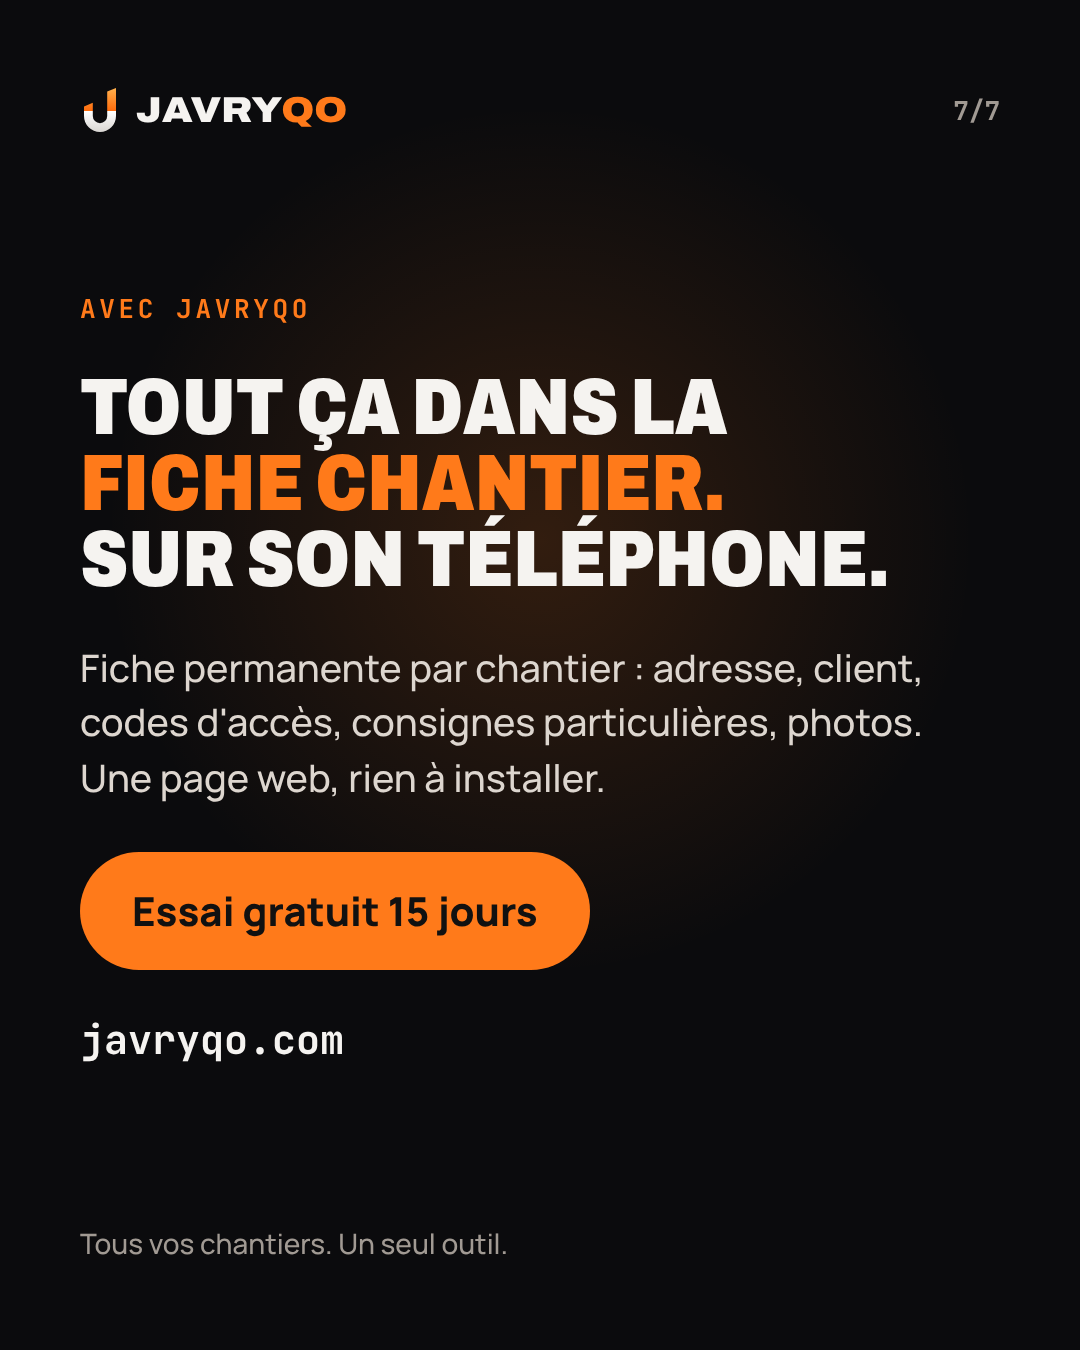 JAVRYQO
7/7
AVEC JAVRYQO
TOUT ÇA DANS LA
FICHE CHANTIER.
SUR SON TÉLÉPHONE.
Fiche permanente par chantier : adresse, client,
codes d'accès, consignes particulières, photos.
Une page web, rien à installer.
Essai gratuit 15 jours
javryqo.com
Tous vos chantiers. Un seul outil.